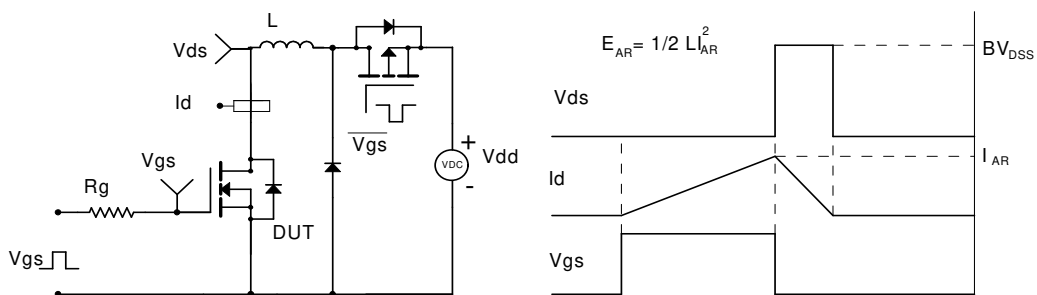 L
Vds
Id
Vgs
Vgs
+
VDC
Vdd
-
Vgs
Rg
DUT
Vgs
E_AR= 1/2 LI_AR^2
BV_DSS
Vds
I_AR
Id
Vgs